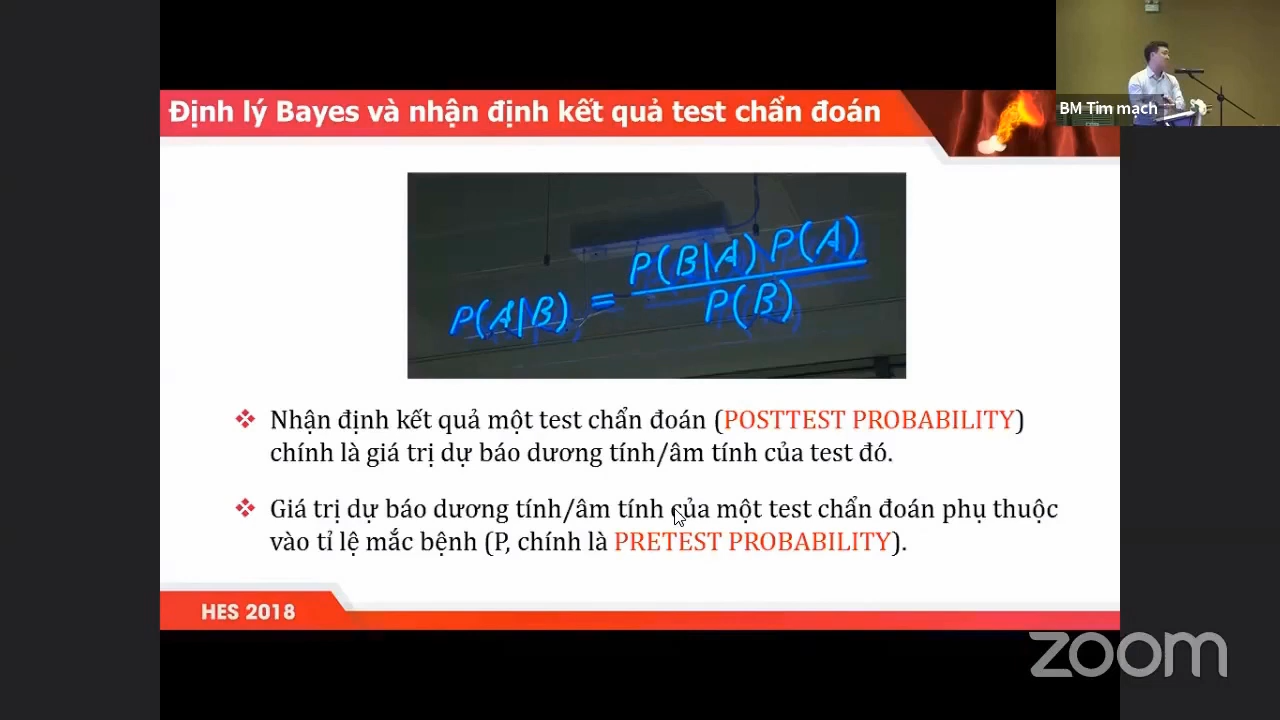 Định lý Bayes và nhận định kết quả test chẩn đoán
BM Tim mạch
P(A|B) = P(B|A) P(A)
P(B)
Nhận định kết quả một test chẩn đoán (POSTTEST PROBABILITY)
chính là giá trị dự báo dương tính/âm tính của test đó.
Giá trị dự báo dương tính/âm tính của một test chẩn đoán phụ thuộc
vào tỉ lệ mắc bệnh (P, chính là PRETEST PROBABILITY).
HES 2018
zoom